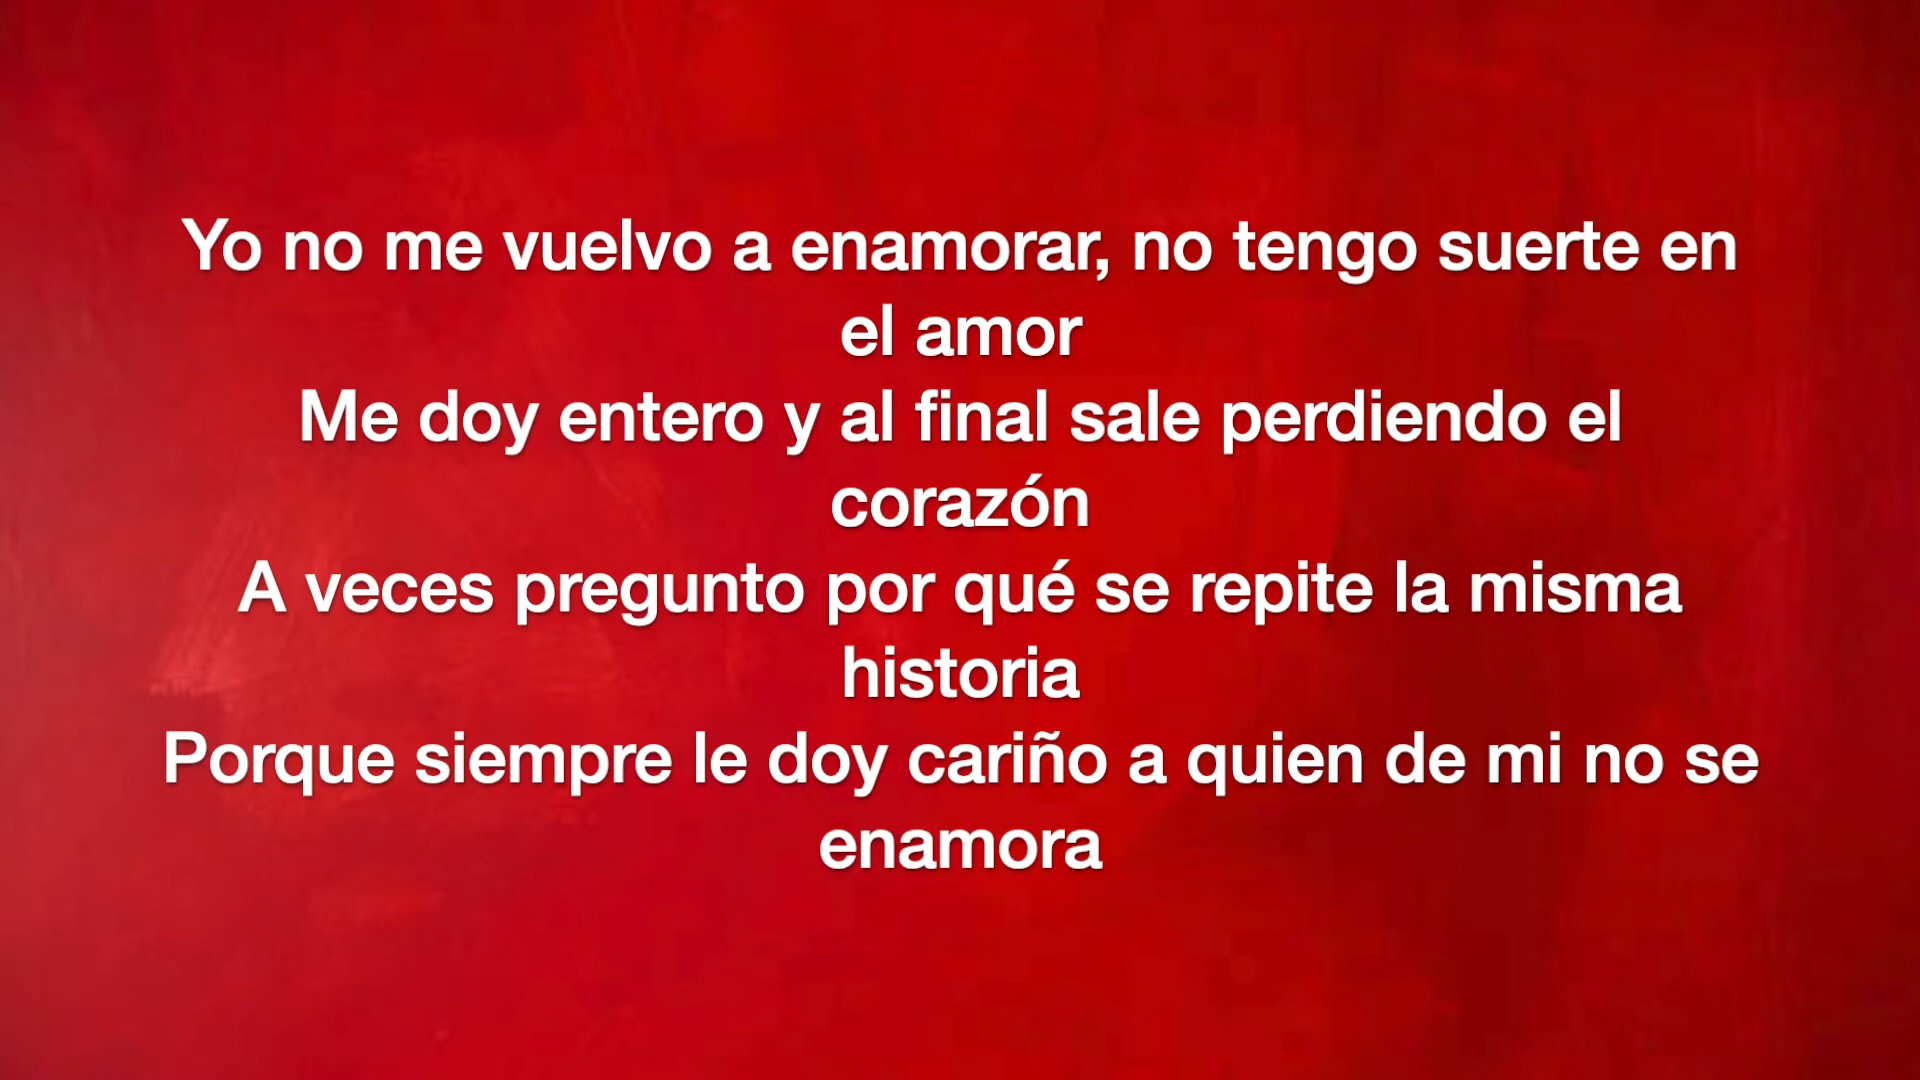 Yo no me vuelvo a enamorar, no tengo suerte en
el amor
Me doy entero y al final sale perdiendo el
corazón
A veces pregunto por qué se repite la misma
historia
Porque siempre le doy cariño a quien de mi no se
enamora